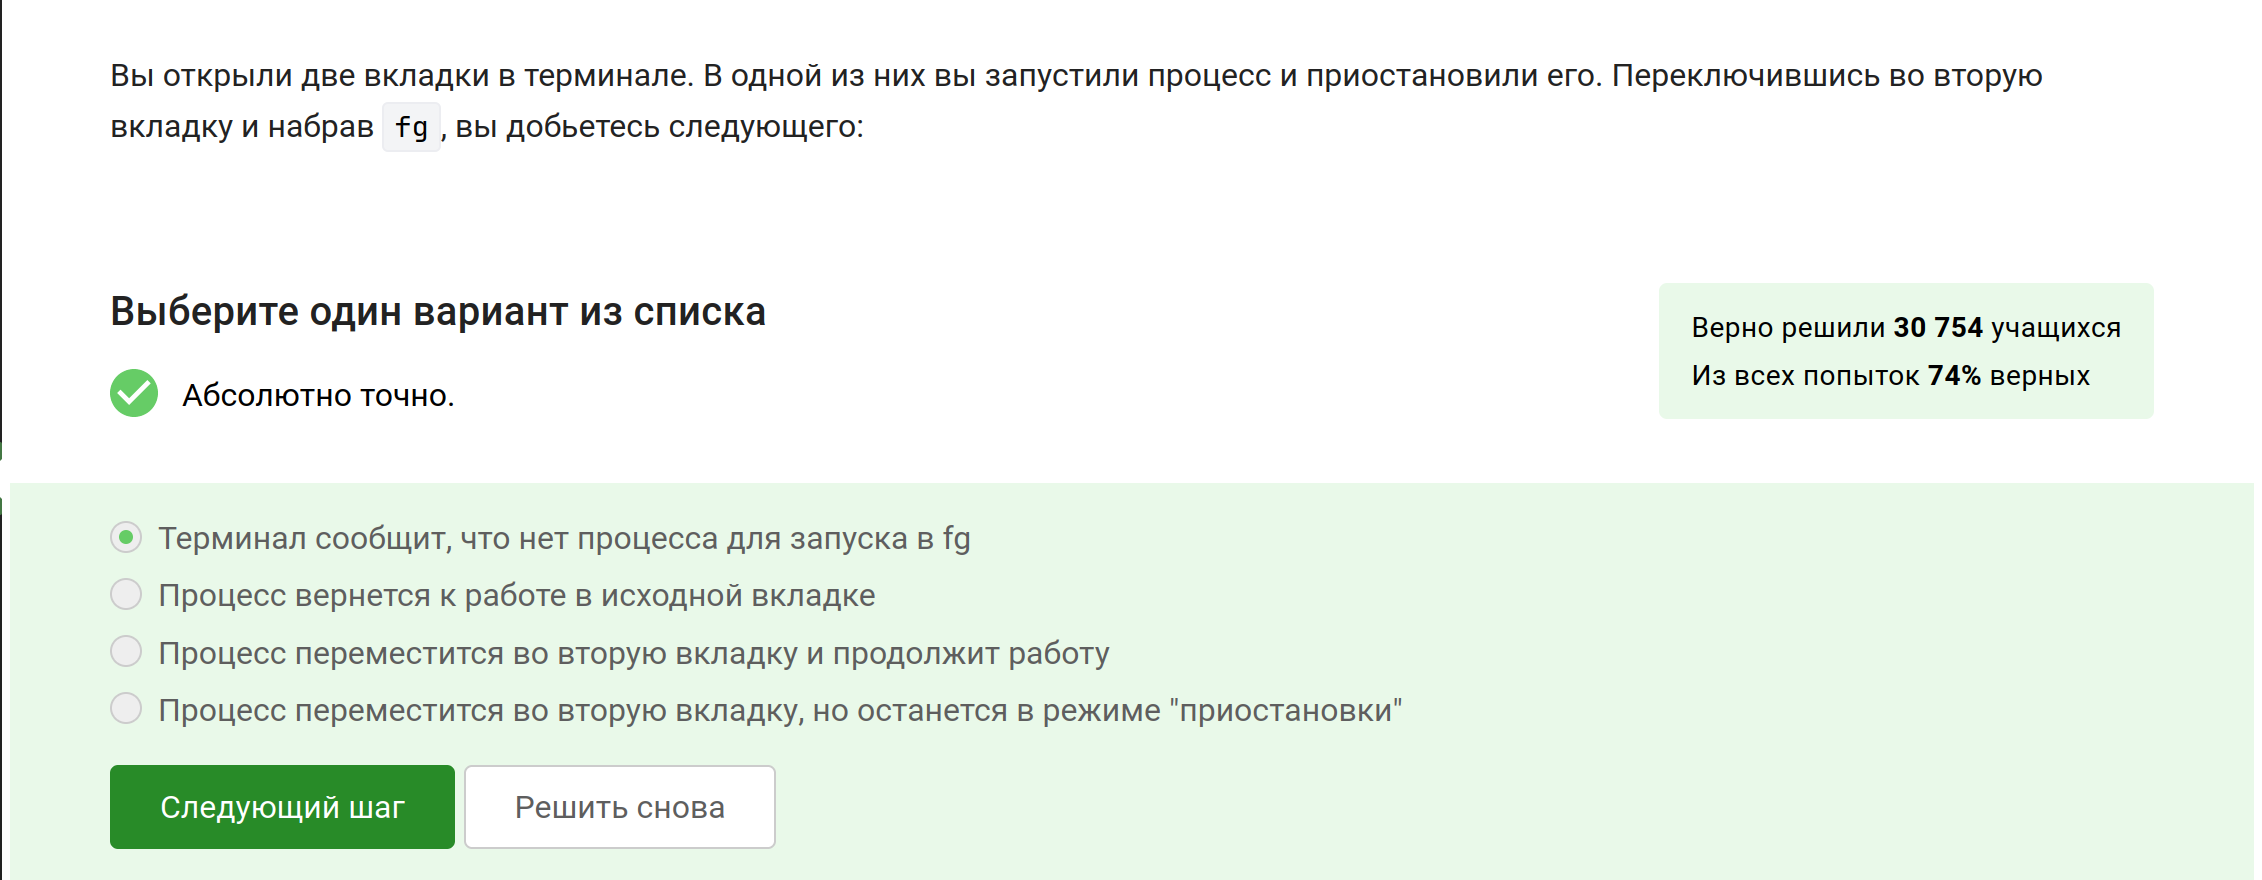 Вы открыли две вкладки в терминале. В одной из них вы запустили процесс и приостановили его. Переключившись во вторую
вкладку и набрав fg, вы добьетесь следующего:
Выберите один вариант из списка
Верно решили 30 754 учащихся
Из всех попыток 74% верных
Абсолютно точно.
Терминал сообщит, что нет процесса для запуска в fg
Процесс вернется к работе в исходной вкладке
Процесс переместится во вторую вкладку и продолжит работу
Процесс переместится во вторую вкладку, но останется в режиме "приостановки"
Следующий шаг
Решить снова